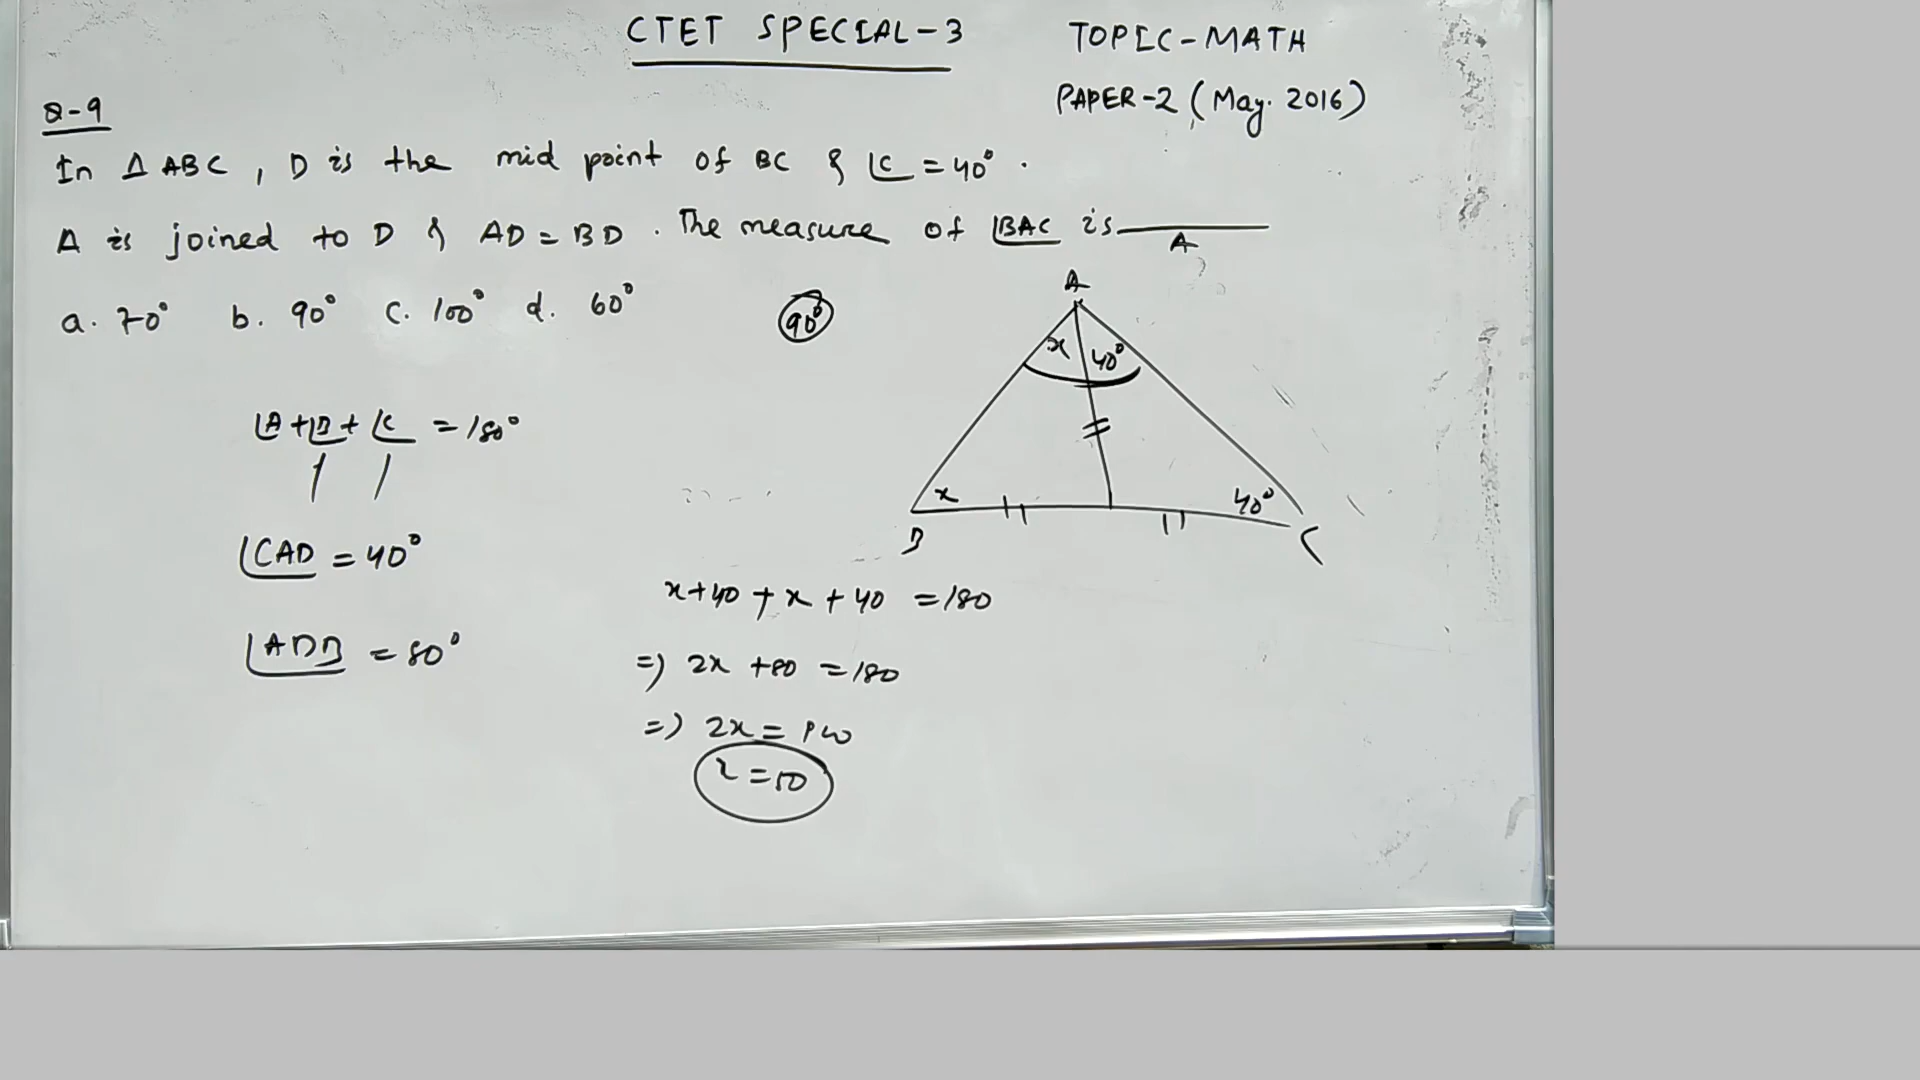 CTET SPECIAL-3
TOPIC-MATH
PAPER-2 (May. 2016)
Q-9
In Δ ABC, D is the mid point of BC & ∠C = 40°.
A is joined to D & AD = BD. The measure of ∠BAC is ____
A
a. 70° b. 90° c. 100° d. 60°
90°
A
x 40°
x 40°
B C
∠A + ∠B + ∠C = 180°
∠CAD = 40°
∠ADB = 80°
x + 40 + x + 40 = 180
=) 2x + 80 = 180
=) 2x = 100
x = 50